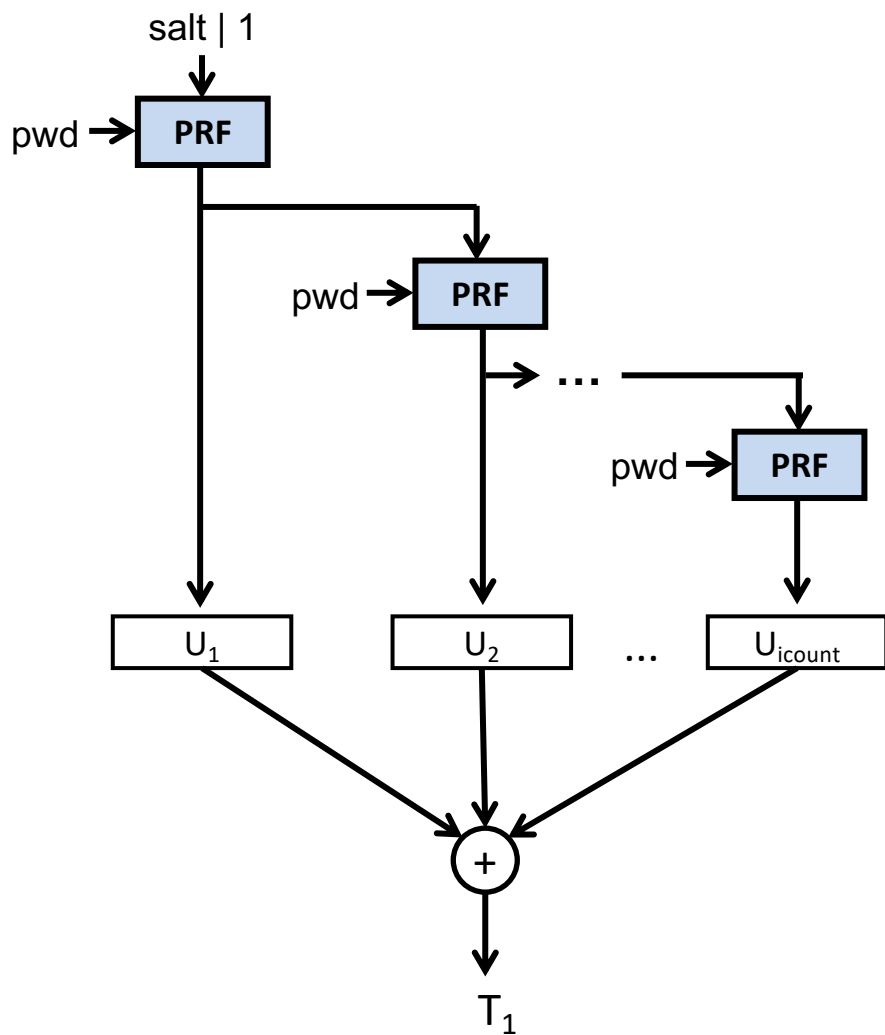 salt | 1
pwd
PRF
pwd
PRF
...
pwd
PRF
U₁
U₂
...
Uᵢcount
+
T₁